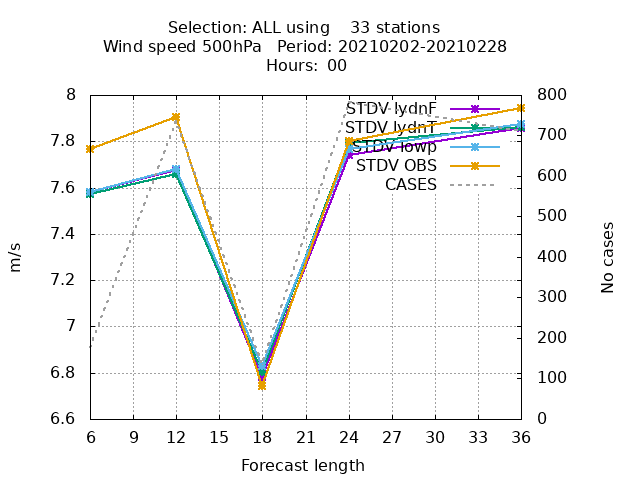 Selection: ALL using    33 stations
Wind speed 500hPa   Period: 20210202-20210228
Hours: 00
STDV lydnF
STDV lydnT
STDV lowp
STDV OBS
CASES
8
7.8
7.6
7.4
7.2
7
6.8
6.6
m/s
800
700
600
500
400
300
200
100
0
No cases
6 9 12 15 18 21 24 27 30 33 36
Forecast length